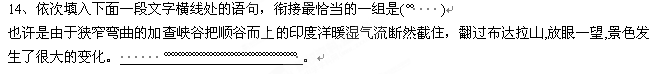 14、依次填入下面一段文字横线处的语句，衔接最恰当的一组是( )
也许是由于狭窄弯曲的加查峡谷把顺谷而上的印度洋暖湿气流断然截住，翻过布达拉山,放眼一望,景色发
生了很大的变化。 。